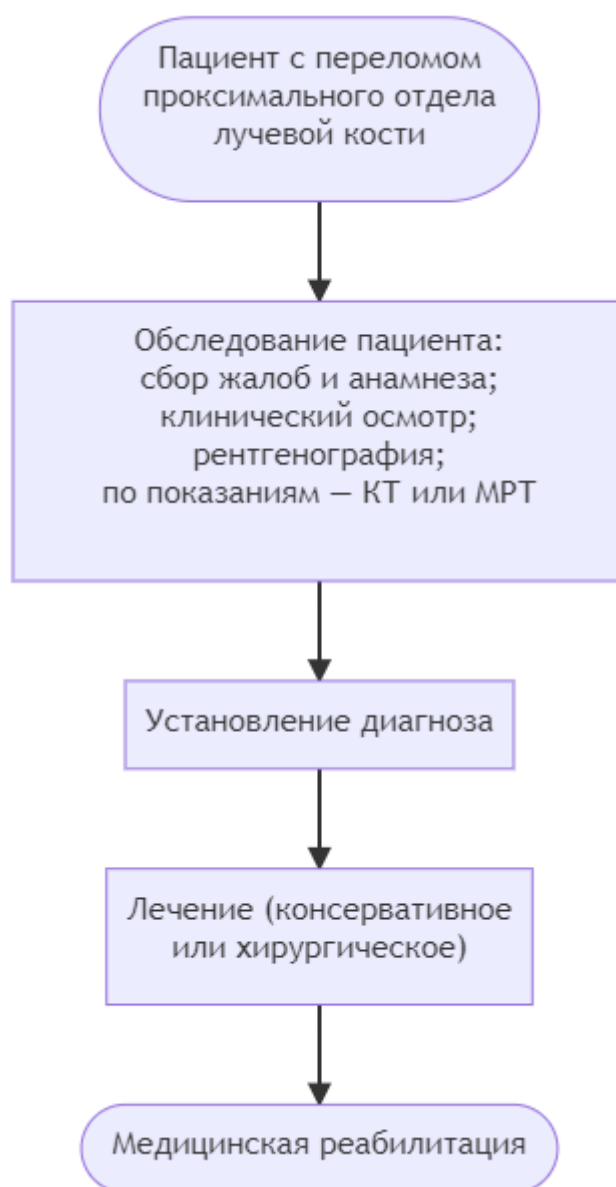 Пациент с переломом
проксимального отдела
лучевой кости
Обследование пациента:
сбор жалоб и анамнеза;
клинический осмотр;
рентгенография;
по показаниям — КТ или МРТ
Установление диагноза
Лечение (консервативное
или хирургическое)
Медицинская реабилитация